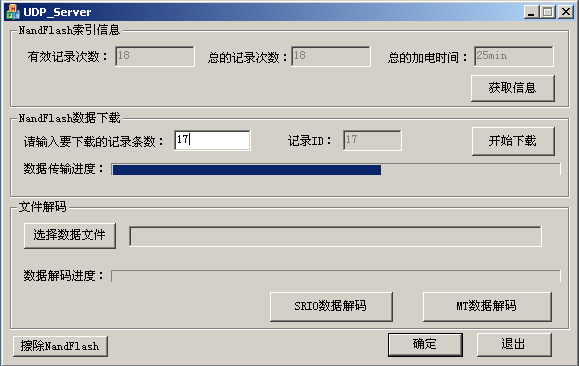 UDP_Server
NandFlash索引信息
有效记录次数： 18 总的记录次数： 18 总的加电时间： 25min
获取信息
NandFlash数据下载
请输入要下载的记录条数： 17 记录ID： 17 开始下载
数据传输进度：
文件解码
选择数据文件
数据解码进度：
SRIO数据解码 MT数据解码
擦除NandFlash 确定 退出